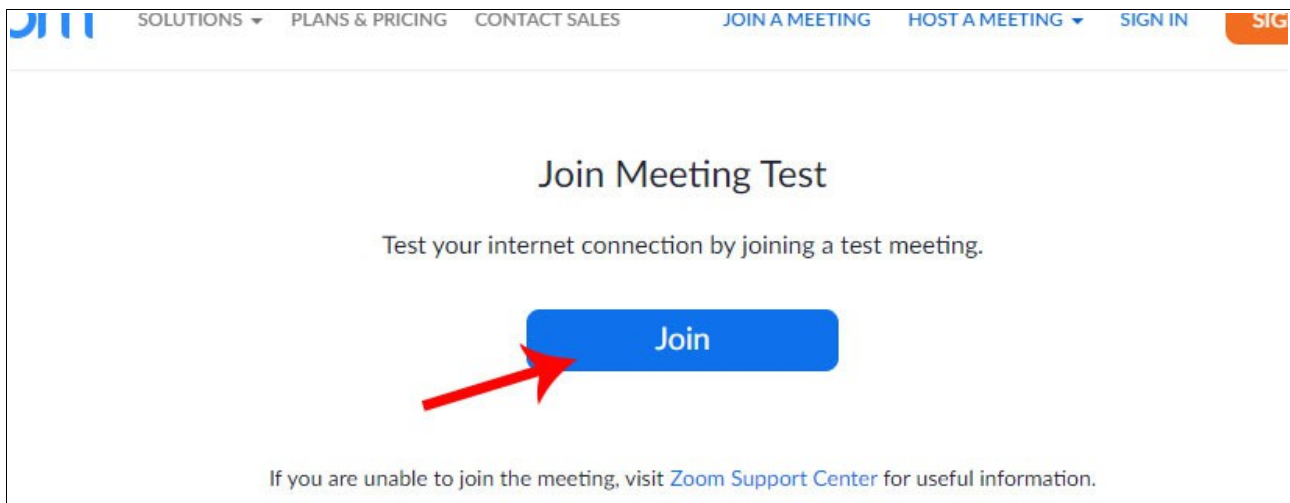 SOLUTIONS PLANS & PRICING CONTACT SALES JOIN A MEETING HOST A MEETING SIGN IN
Join Meeting Test
Test your internet connection by joining a test meeting.
Join
If you are unable to join the meeting, visit Zoom Support Center for useful information.